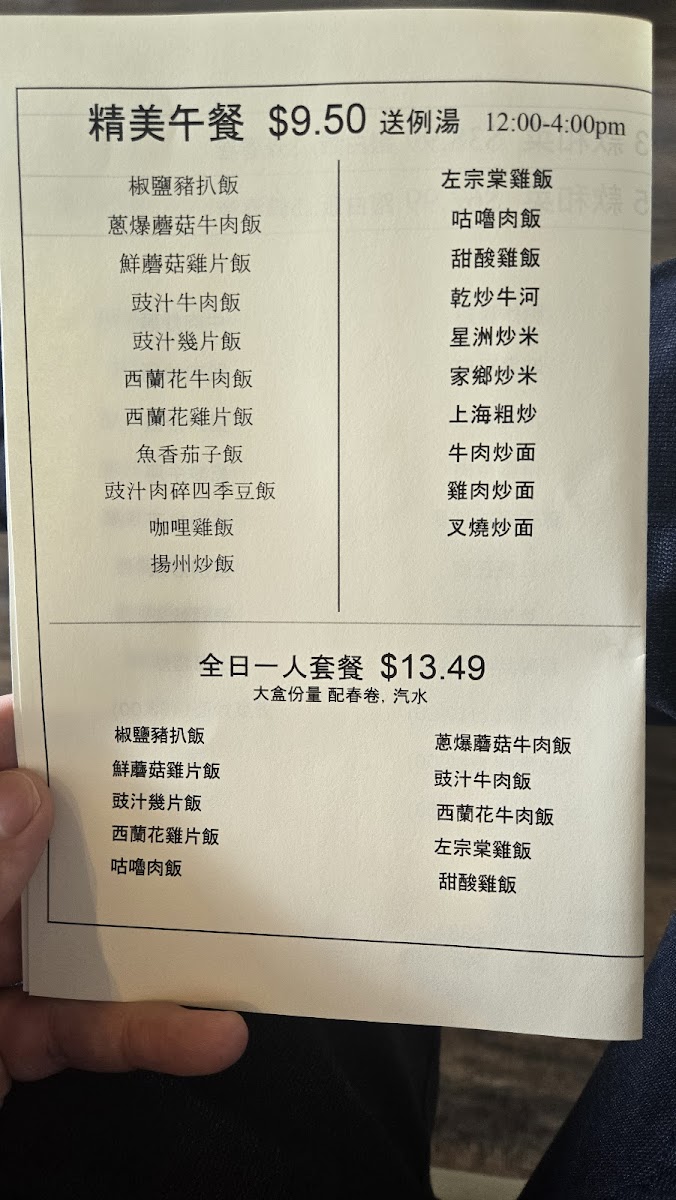 精美午餐 $9.50 送例湯 12:00-4:00pm
椒鹽豬扒飯
蔥爆蘑菇牛肉飯
鮮蘑菇雞片飯
豉汁牛肉飯
豉汁幾片飯
西蘭花牛肉飯
西蘭花雞片飯
魚香茄子飯
豉汁肉碎四季豆飯
咖哩雞飯
揚州炒飯
左宗棠雞飯
咕嚕肉飯
甜酸雞飯
乾炒牛河
星洲炒米
家鄉炒米
上海粗炒
牛肉炒面
雞肉炒面
叉燒炒面
全日一人套餐 $13.49
大盒份量 配春卷, 汽水
椒鹽豬扒飯
鮮蘑菇雞片飯
豉汁幾片飯
西蘭花雞片飯
咕嚕肉飯
蔥爆蘑菇牛肉飯
豉汁牛肉飯
西蘭花牛肉飯
左宗棠雞飯
甜酸雞飯